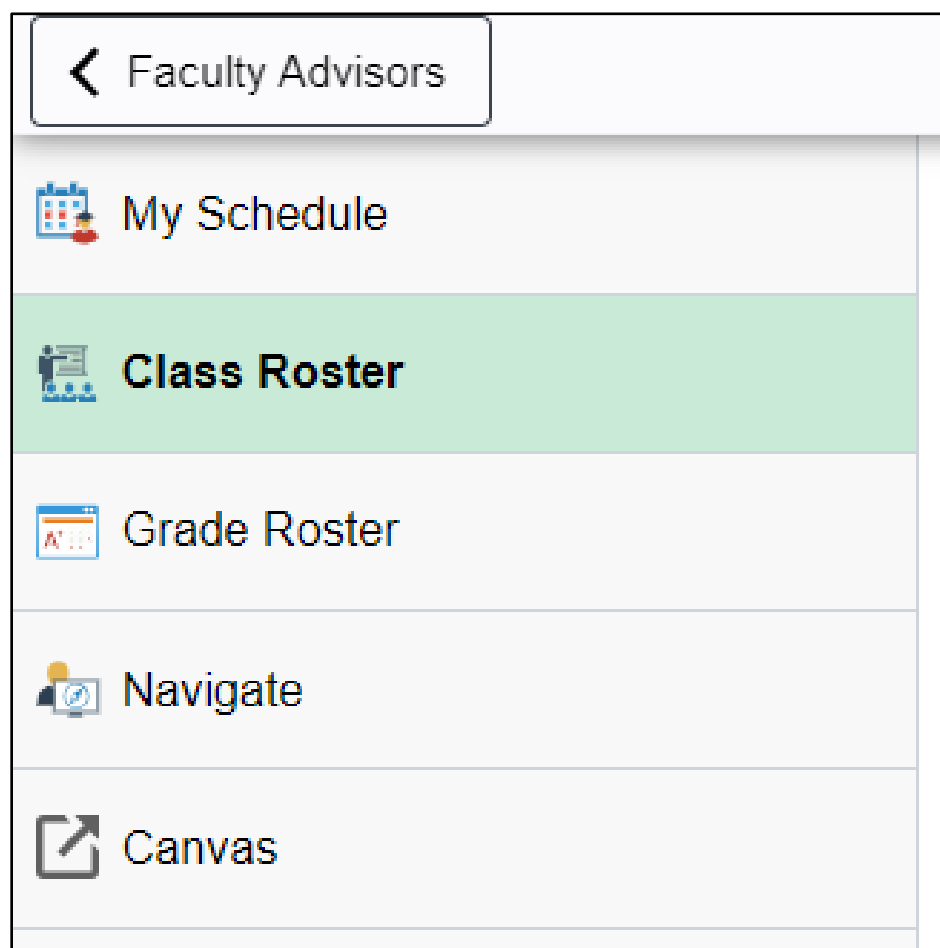 Faculty Advisors
My Schedule
Class Roster
Grade Roster
Navigate
Canvas